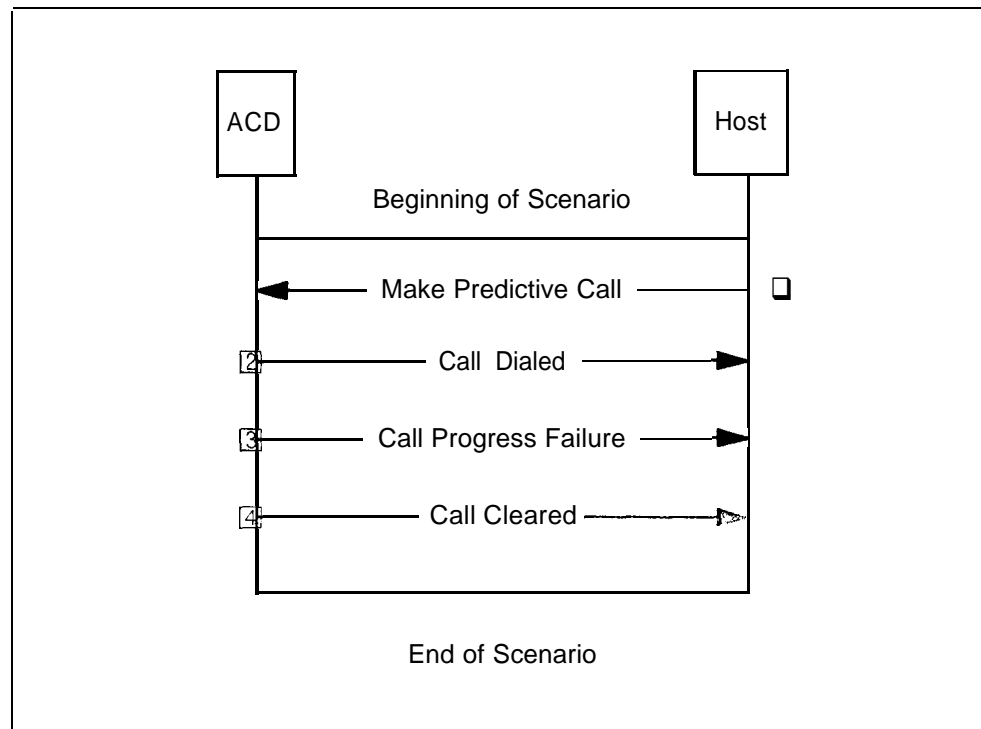 ACD
Host
Beginning of Scenario
Make Predictive Call
2 Call Dialed
3 Call Progress Failure
4 Call Cleared
End of Scenario